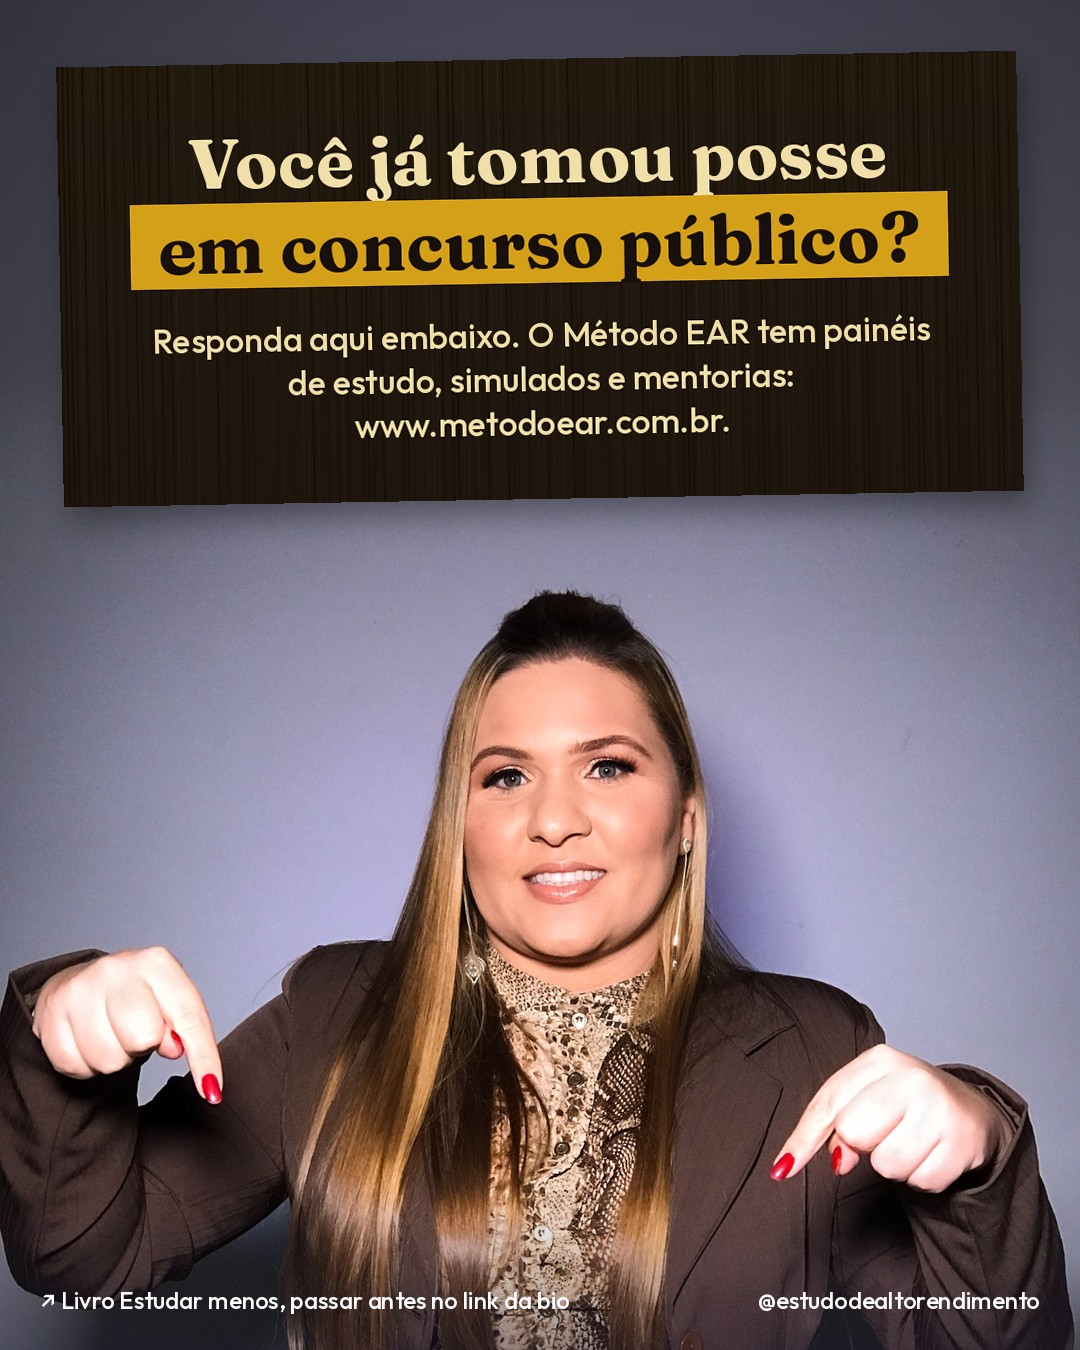 Você já tomou posse
em concurso público?
Responda aqui embaixo. O Método EAR tem painéis
de estudo, simulados e mentorias:
www.metodoear.com.br.
↗ Livro Estudar menos, passar antes no link da bio
@estudodealtorendimento